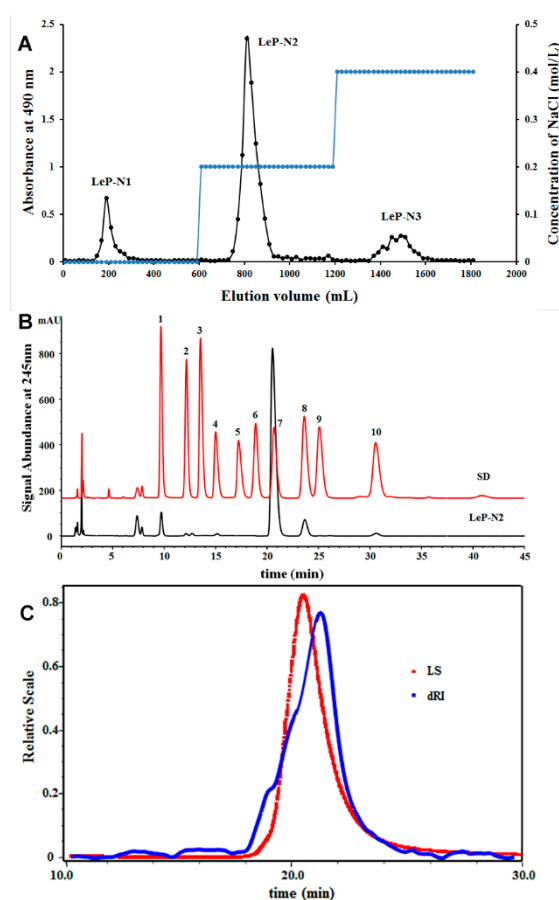 A
LeP-N2
LeP-N1
LeP-N3
Absorbance at 490 nm
2.5
2
1.5
1
0.5
0
Concentration of NaCl (mol/L)
0.5
0.4
0.3
0.2
0.1
0
0 200 400 600 800 1000 1200 1400 1600 1800 2000
Elution volume (mL)
B
mAU
Signal Abundance at 245nm
800
600
400
200
0
1 2 3 4 5 6 7 8 9 10
SD
LeP-N2
0 5 10 15 20 25 30 35 40 45
time (min)
C
Relative Scale
0.8
0.6
0.4
0.2
0
LS
dRI
10.0 20.0 30.0
time (min)